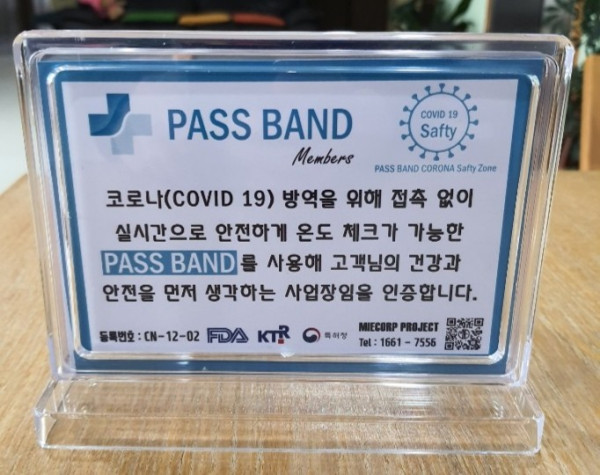 PASS BAND
Members
COVID 19
Safty
PASS BAND CORONA Safty Zone
코로나(COVID 19) 방역을 위해 접촉 없이
실시간으로 안전하게 온도 체크가 가능한
PASS BAND를 사용해 고객님의 건강과
안전을 먼저 생각하는 사업장임을 인증합니다.
등록번호 : CN-12-02 FDA KTR 특허청
MIECORP PROJECT
Tel : 1661 - 7556